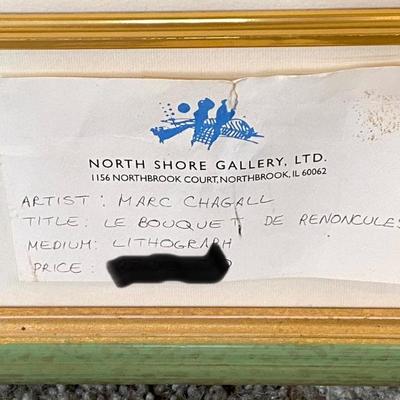 NORTH SHORE GALLERY, LTD.
1156 NORTHBROOK COURT, NORTHBROOK, IL 60062
ARTIST : MARC CHAGALL
TITLE: LE BOUQUET DE RENONCULES
MEDIUM: LITHOGRAPH
PRICE :